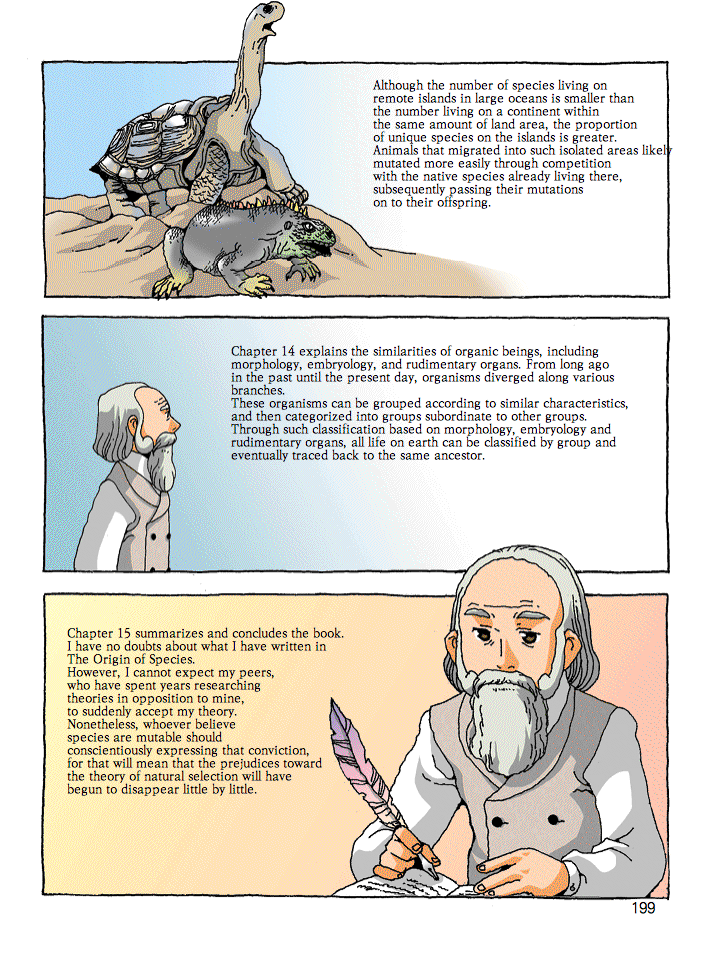 Although the number of species living on
remote islands in large oceans is smaller than
the number living on a continent within
the same amount of land area, the proportion
of unique species on the islands is greater.
Animals that migrated into such isolated areas likely
mutated more easily through competition
with the native species already living there,
subsequently passing their mutations
on to their offspring.
Chapter 14 explains the similarities of organic beings, including
morphology, embryology, and rudimentary organs. From long ago
in the past until the present day, organisms diverged along various
branches.
These organisms can be grouped according to similar characteristics,
and then categorized into groups subordinate to other groups.
Through such classification based on morphology, embryology and
rudimentary organs, all life on earth can be classified by group and
eventually traced back to the same ancestor.
Chapter 15 summarizes and concludes the book.
I have no doubts about what I have written in
The Origin of Species.
However, I cannot expect my peers,
who have spent years researching
theories in opposition to mine,
to suddenly accept my theory.
Nonetheless, whoever believe
species are mutable should
conscientiously expressing that conviction,
for that will mean that the prejudices toward
the theory of natural selection will have
begun to disappear little by little.
199